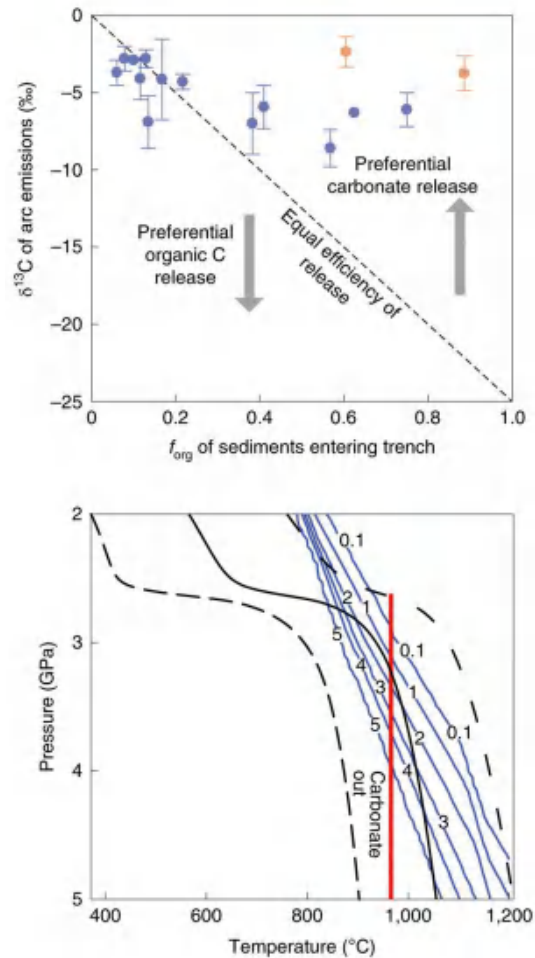 0
−5
−10
−15
−20
−25
δ13C of arc emissions (‰)
Preferential
carbonate release
Preferential
organic C
release
Equal efficiency of
release
0
0.2
0.4
0.6
0.8
1.0
forg of sediments entering trench
2
3
4
5
Pressure (GPa)
0.1
2
1
0.1
5
4
3
1
0.1
5
2
4
3
Carbonate
out
400
600
800
1,000
1,200
Temperature (°C)